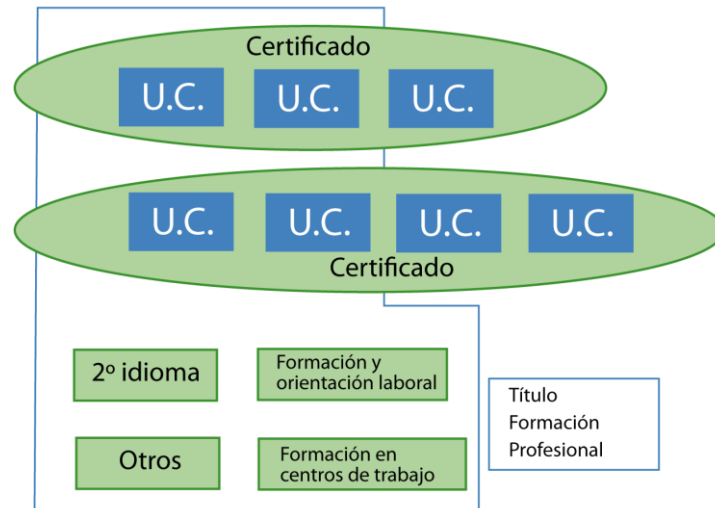 Certificado
U.C. U.C. U.C.
U.C. U.C. U.C. U.C.
Certificado
2º idioma
Formación y
orientación laboral
Otros
Formación en
centros de trabajo
Título
Formación
Profesional